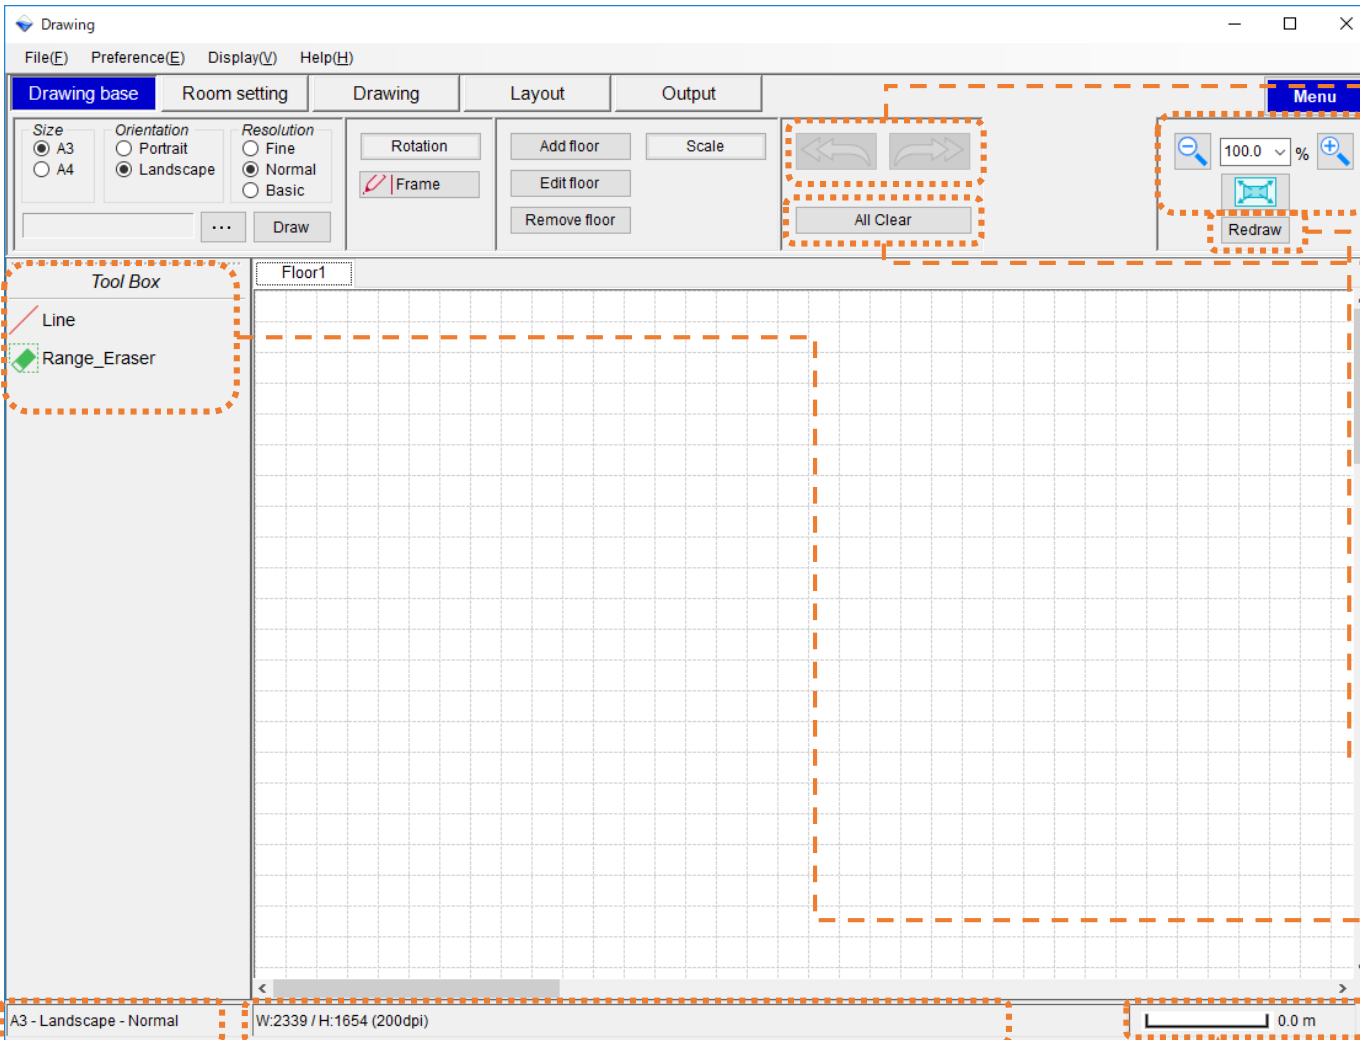 Drawing
File(F) Preference(E) Display(V) Help(H)
Drawing base Room setting Drawing Layout Output
Menu
Size Orientation Resolution
A3 Portrait Fine
A4 Landscape Normal
Basic
... Draw
Rotation
Frame
Add floor Scale
Edit floor
Remove floor
All Clear
100.0 %
Redraw
Tool Box
Line
Range_Eraser
Floor1
A3 - Landscape - Normal
W:2339 / H:1654 (200dpi)
0.0 m